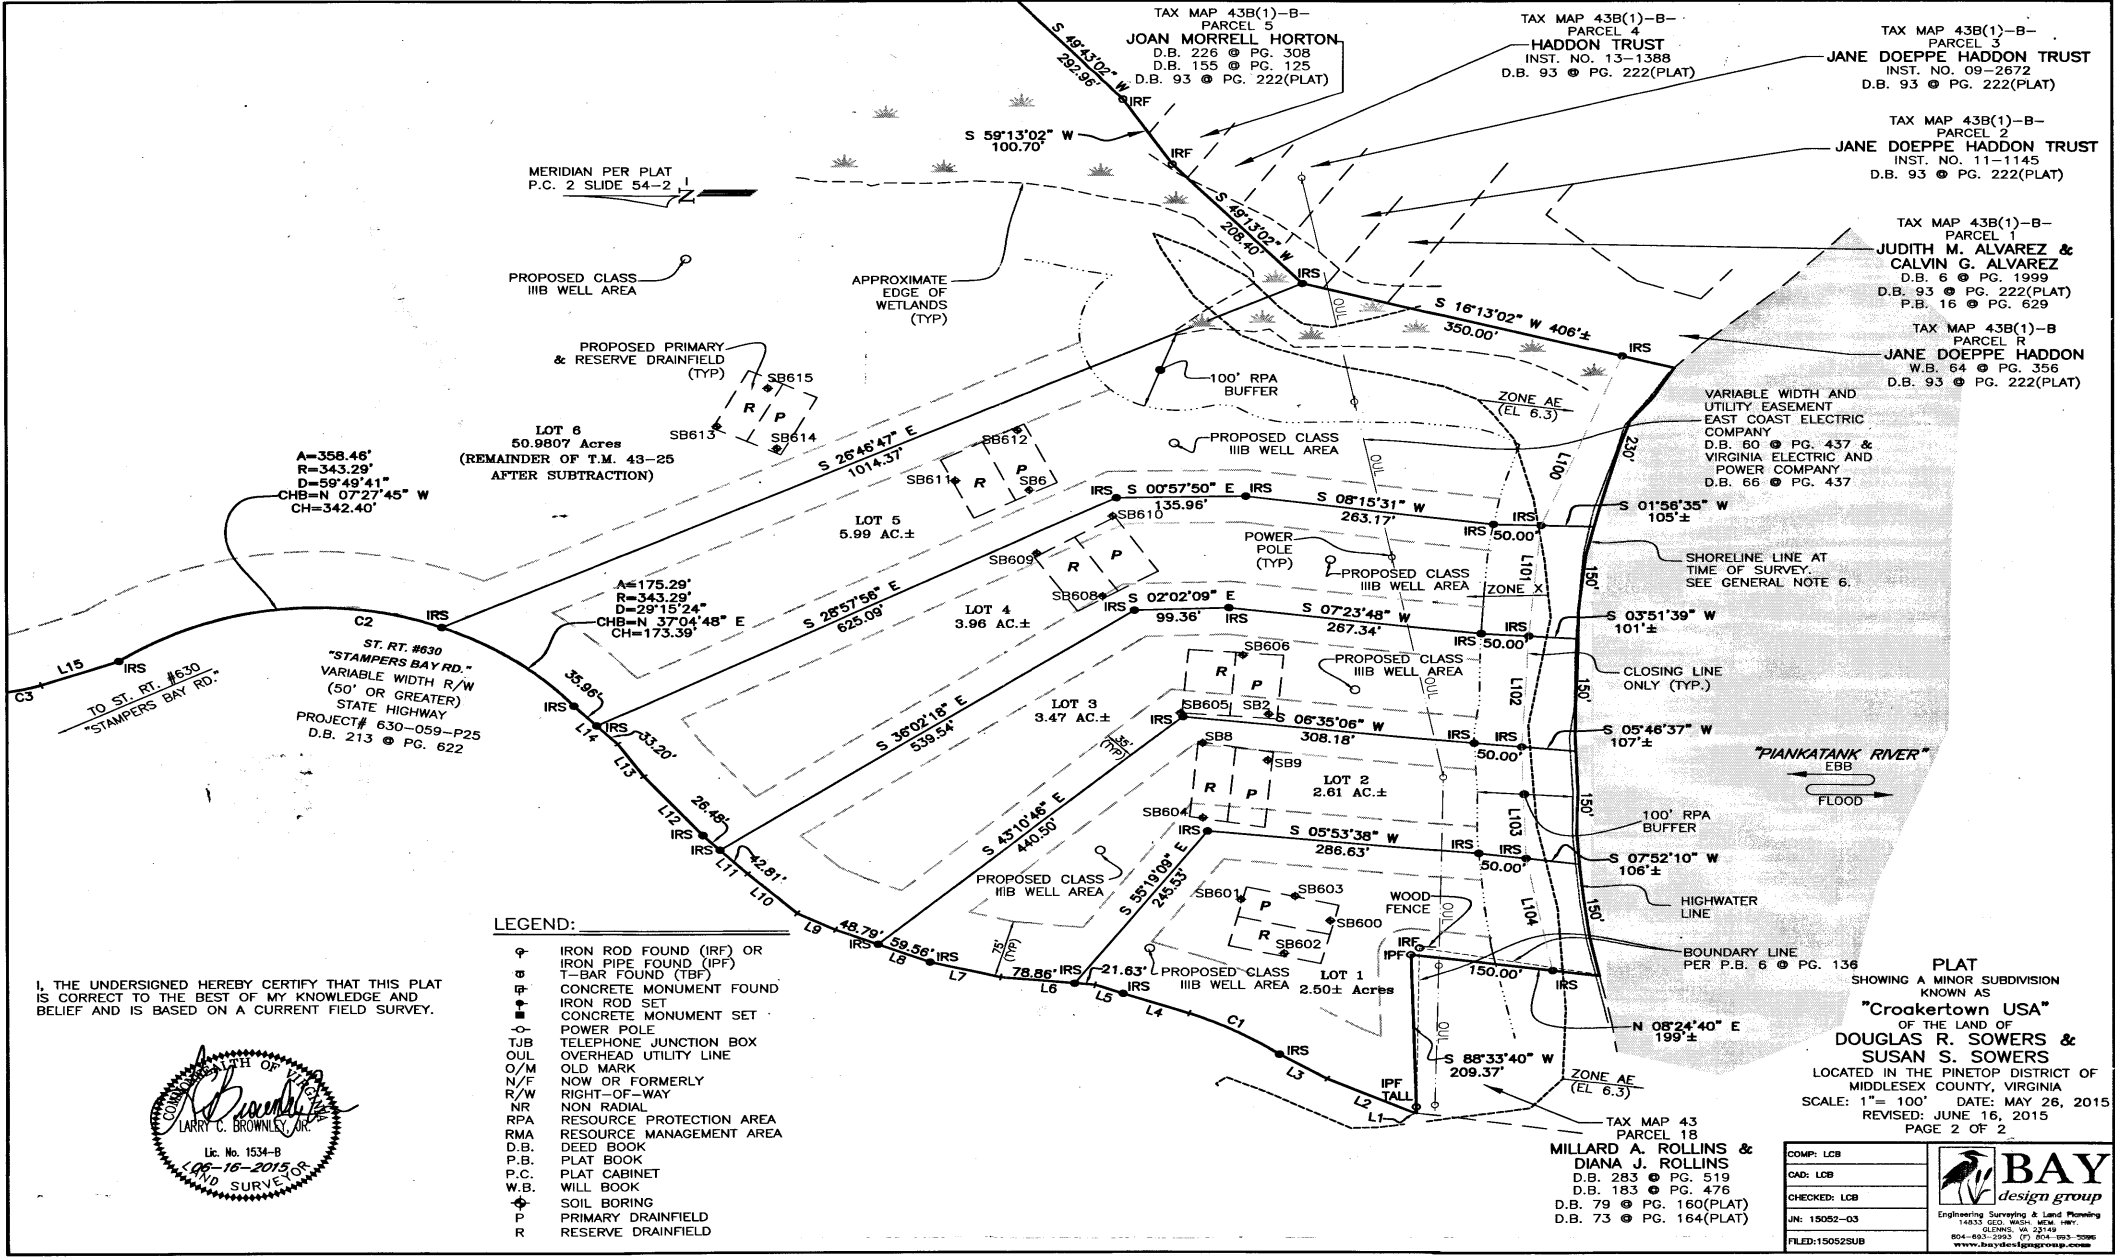 TAX MAP 43B(1)-B-
PARCEL 5
JOAN MORRELL HORTON
D.B. 226 @ PG. 308
D.B. 155 @ PG. 125
D.B. 93 @ PG. 222(PLAT)
TAX MAP 43B(1)-B-
PARCEL 4
HADDON TRUST
INST. NO. 13-1388
D.B. 93 @ PG. 222(PLAT)
TAX MAP 43B(1)-B-
PARCEL 3
JANE DOEPPE HADDON TRUST
INST. NO. 09-2672
D.B. 93 @ PG. 222(PLAT)
TAX MAP 43B(1)-B-
PARCEL 2
JANE DOEPPE HADDON TRUST
INST. NO. 11-1145
D.B. 93 @ PG. 222(PLAT)
TAX MAP 43B(1)-B-
PARCEL 1
JUDITH M. ALVAREZ &
CALVIN G. ALVAREZ
D.B. 6 @ PG. 1999
D.B. 93 @ PG. 222(PLAT)
P.B. 16 @ PG. 629
TAX MAP 43B(1)-B
PARCEL R
JANE DOEPPE HADDON
W.B. 64 @ PG. 356
D.B. 93 @ PG. 222(PLAT)
S 49°43'02" W
292.96'
IRF
S 59°13'02" W
100.70'
IRF
S 49°13'02" W
208.40'
IRS
OUL
S 16°13'02" W 406'±
350.00'
IRS
MERIDIAN PER PLAT
P.C. 2 SLIDE 54-2
N
PROPOSED CLASS
IIIB WELL AREA
APPROXIMATE
EDGE OF
WETLANDS
(TYP)
PROPOSED PRIMARY
& RESERVE DRAINFIELD
(TYP)
SB615
R
P
SB613
SB614
100' RPA
BUFFER
ZONE AE
(EL 6.3)
VARIABLE WIDTH AND
UTILITY EASEMENT
EAST COAST ELECTRIC
COMPANY
D.B. 60 @ PG. 437 &
VIRGINIA ELECTRIC AND
POWER COMPANY
D.B. 66 @ PG. 437
LOT 6
50.9807 Acres
(REMAINDER OF T.M. 43-25
AFTER SUBTRACTION)
A=358.46'
R=343.29'
D=59°49'41"
CHB=N 07°27'45" W
CH=342.40'
S 26°46'47" E
1014.37'
SB612
P
SB611
R
SB6
PROPOSED CLASS
IIIB WELL AREA
OUL
L100
230'
IRS
S 00°57'50" E
135.96'
IRS
S 08°15'31" W
263.17'
IRS
IRS
50.00'
S 01°56'35" W
105'±
LOT 5
5.99 AC.±
SB610
SB609
R
P
SB608
POWER
POLE
(TYP)
PROPOSED CLASS
IIIB WELL AREA
L101
ZONE X
150'
SHORELINE LINE AT
TIME OF SURVEY.
SEE GENERAL NOTE 6.
A=175.29'
R=343.29'
D=29°15'24"
CHB=N 37°04'48" E
CH=173.39'
S 28°57'56" E
625.09'
LOT 4
3.96 AC.±
IRS
S 02°02'09" E
99.36'
IRS
S 07°23'48" W
267.34'
IRS
IRS
50.00'
S 03°51'39" W
101'±
C2
IRS
L15
IRS
C3
TO ST. RT. #630
"STAMPERS BAY RD."
ST. RT. #630
"STAMPERS BAY RD."
VARIABLE WIDTH R/W
(50' OR GREATER)
STATE HIGHWAY
PROJECT# 630-059-P25
D.B. 213 @ PG. 622
35.96'
IRS
IRS
L14
33.20'
L13
SB606
R
P
SB605
SB2
PROPOSED CLASS
IIIB WELL AREA
OUL
L102
150'
CLOSING LINE
ONLY (TYP.)
S 36°02'18" E
539.54'
LOT 3
3.47 AC.±
35'
(TYP)
IRS
S 06°35'06" W
308.18'
IRS
IRS
50.00'
S 05°46'37" W
107'±
"PIANKATANK RIVER"
EBB
FLOOD
SB8
SB9
R
P
SB604
LOT 2
2.61 AC.±
L103
150'
100' RPA
BUFFER
L12
26.48'
IRS
IRS
L11
42.81'
L10
S 43°10'46" E
440.50'
IRS
S 05°53'38" W
286.63'
IRS
IRS
50.00'
S 07°52'10" W
106'±
PROPOSED CLASS
IIIB WELL AREA
S 55°19'09" E
245.53'
SB601
SB603
P
SB600
R
SB602
WOOD
FENCE
OUL
L104
150'
HIGHWATER
LINE
L9
48.79'
IRS
59.56'
L8
IRS
L7
75'
(TYP)
78.86'
IRS
L6
21.63'
L5
IRS
L4
PROPOSED CLASS
IIIB WELL AREA
LOT 1
2.50± Acres
IRF
IPF
150.00'
IRS
BOUNDARY LINE
PER P.B. 6 @ PG. 136
N 08°24'40" E
199'±
C1
IRS
L3
L2
L1
OUL
S 88°33'40" W
209.37'
IPF
TALL
ZONE AE
(EL 6.3)
TAX MAP 43
PARCEL 18
MILLARD A. ROLLINS &
DIANA J. ROLLINS
D.B. 283 @ PG. 519
D.B. 183 @ PG. 476
D.B. 79 @ PG. 160(PLAT)
D.B. 73 @ PG. 164(PLAT)
LEGEND:
IRON ROD FOUND (IRF) OR
IRON PIPE FOUND (IPF)
T-BAR FOUND (TBF)
CONCRETE MONUMENT FOUND
IRON ROD SET
CONCRETE MONUMENT SET
POWER POLE
TJB TELEPHONE JUNCTION BOX
OUL OVERHEAD UTILITY LINE
O/M OLD MARK
N/F NOW OR FORMERLY
R/W RIGHT-OF-WAY
NR NON RADIAL
RPA RESOURCE PROTECTION AREA
RMA RESOURCE MANAGEMENT AREA
D.B. DEED BOOK
P.B. PLAT BOOK
P.C. PLAT CABINET
W.B. WILL BOOK
SOIL BORING
P PRIMARY DRAINFIELD
R RESERVE DRAINFIELD
I, THE UNDERSIGNED HEREBY CERTIFY THAT THIS PLAT
IS CORRECT TO THE BEST OF MY KNOWLEDGE AND
BELIEF AND IS BASED ON A CURRENT FIELD SURVEY.
COMMONWEALTH OF VIRGINIA
LARRY C. BROWNLEY, JR.
Lic. No. 1534-B
06-16-2015
LAND SURVEYOR
PLAT
SHOWING A MINOR SUBDIVISION
KNOWN AS
"Croakertown USA"
OF THE LAND OF
DOUGLAS R. SOWERS &
SUSAN S. SOWERS
LOCATED IN THE PINETOP DISTRICT OF
MIDDLESEX COUNTY, VIRGINIA
SCALE: 1"= 100' DATE: MAY 26, 2015
REVISED: JUNE 16, 2015
PAGE 2 OF 2
COMP: LCB
CAD: LCB
CHECKED: LCB
JN: 15052-03
FILED:15052SUB
BAY
design group
Engineering Surveying & Land Planning
14833 GEO. WASH. MEM. HWY.
GLENNS, VA 23149
804-693-2993 (F) 804-693-5596
www.baydesigngroup.com